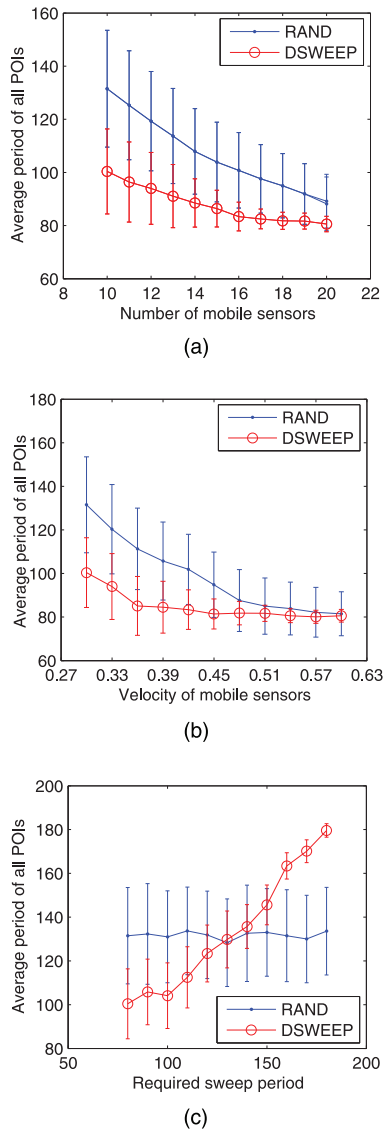 160
140
120
100
80
60
Average period of all POIs
RAND
DSWEEP
8 10 12 14 16 18 20 22
Number of mobile sensors
(a)
180
160
140
120
100
80
60
Average period of all POIs
RAND
DSWEEP
0.27 0.33 0.39 0.45 0.51 0.57 0.63
Velocity of mobile sensors
(b)
200
180
160
140
120
100
80
Average period of all POIs
RAND
DSWEEP
50 100 150 200
Required sweep period
(c)